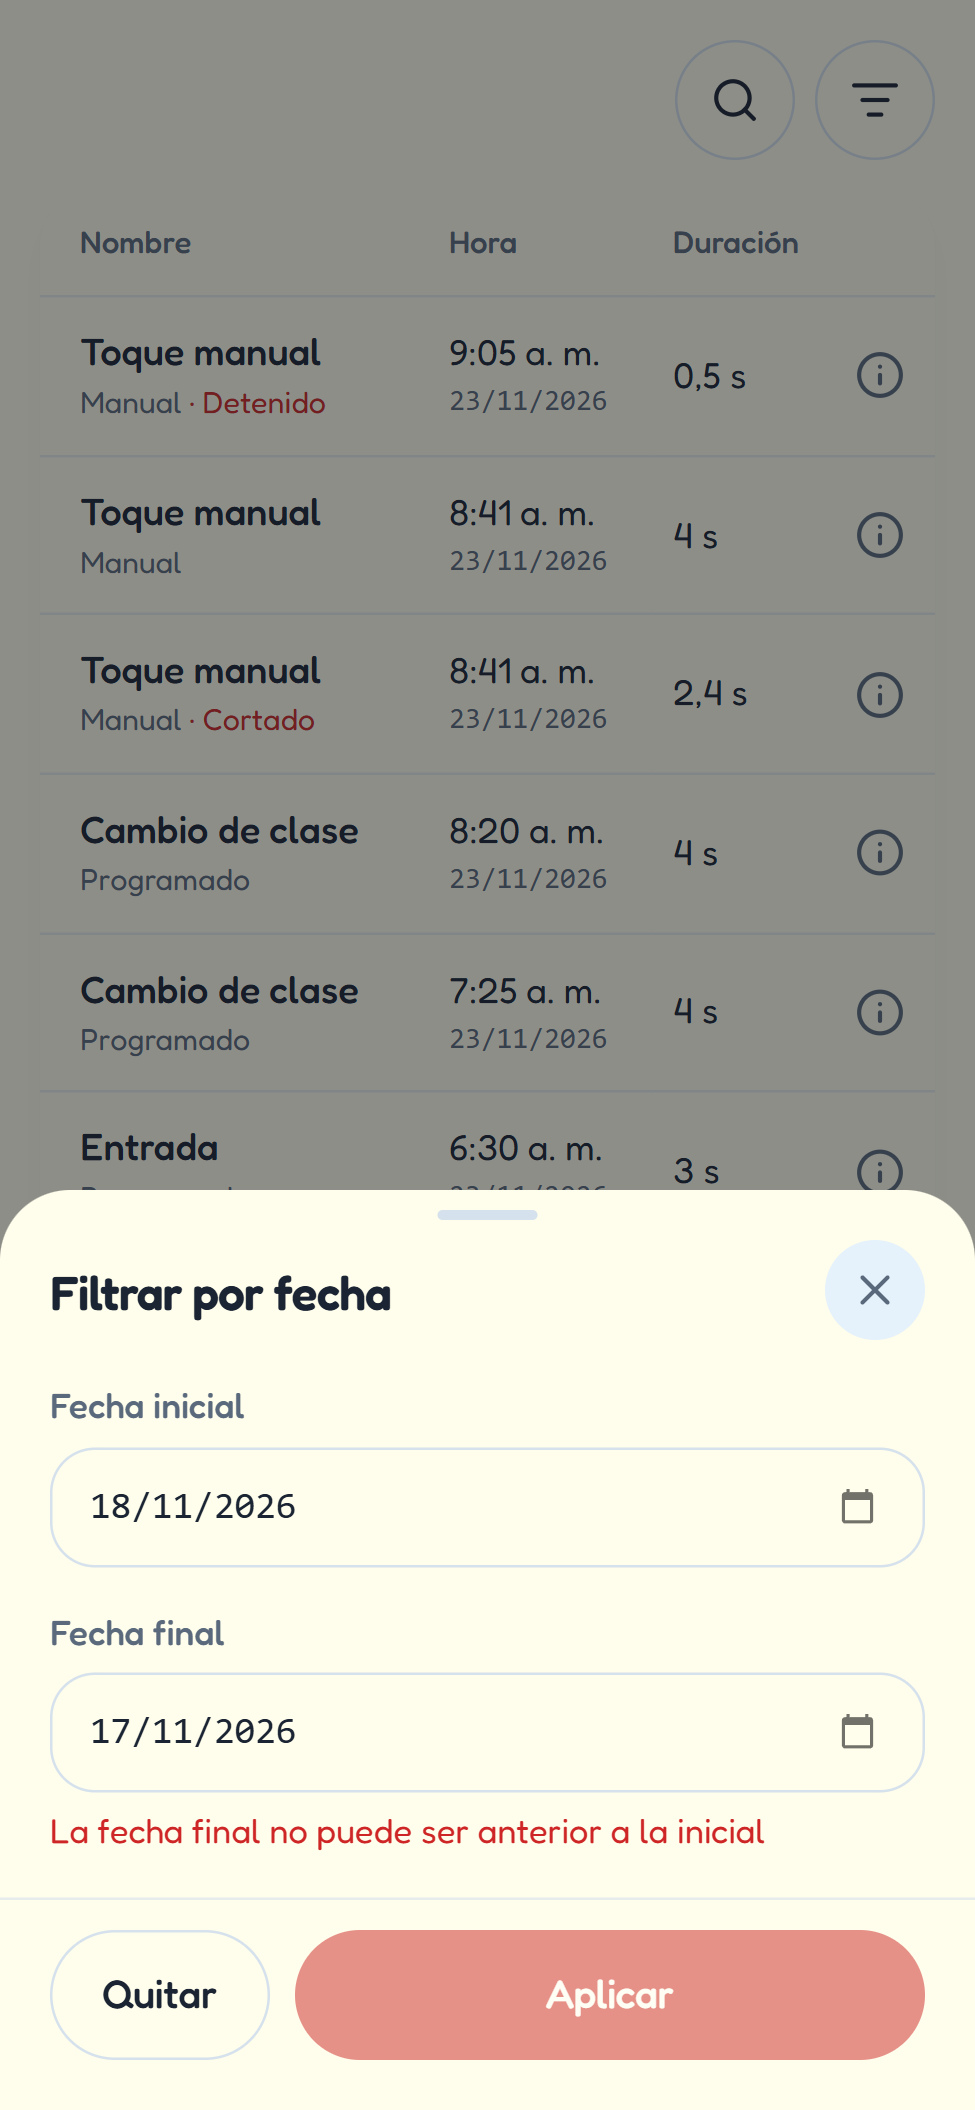 Nombre Hora Duración
Toque manual 9:05 a. m. 0,5 s
Manual · Detenido 23/11/2026
Toque manual 8:41 a. m. 4 s
Manual 23/11/2026
Toque manual 8:41 a. m. 2,4 s
Manual · Cortado 23/11/2026
Cambio de clase 8:20 a. m. 4 s
Programado 23/11/2026
Cambio de clase 7:25 a. m. 4 s
Programado 23/11/2026
Entrada 6:30 a. m. 3 s
Filtrar por fecha
Fecha inicial
18/11/2026
Fecha final
17/11/2026
La fecha final no puede ser anterior a la inicial
Quitar Aplicar